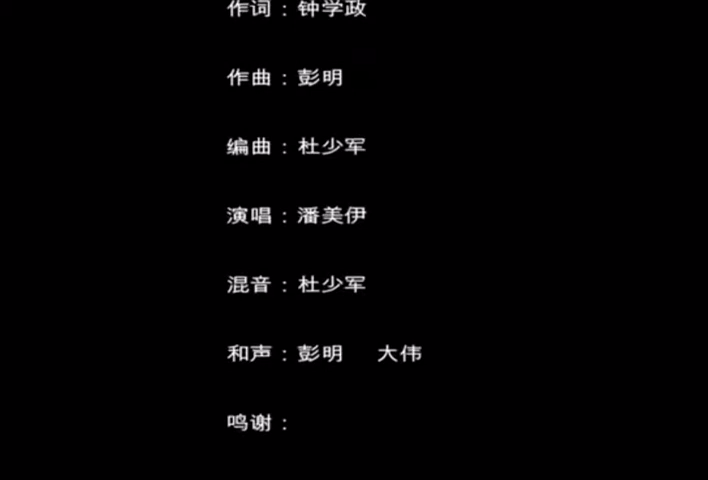 作词：钟学政
作曲：彭明
编曲：杜少军
演唱：潘美伊
混音：杜少军
和声：彭明 大伟
鸣谢：